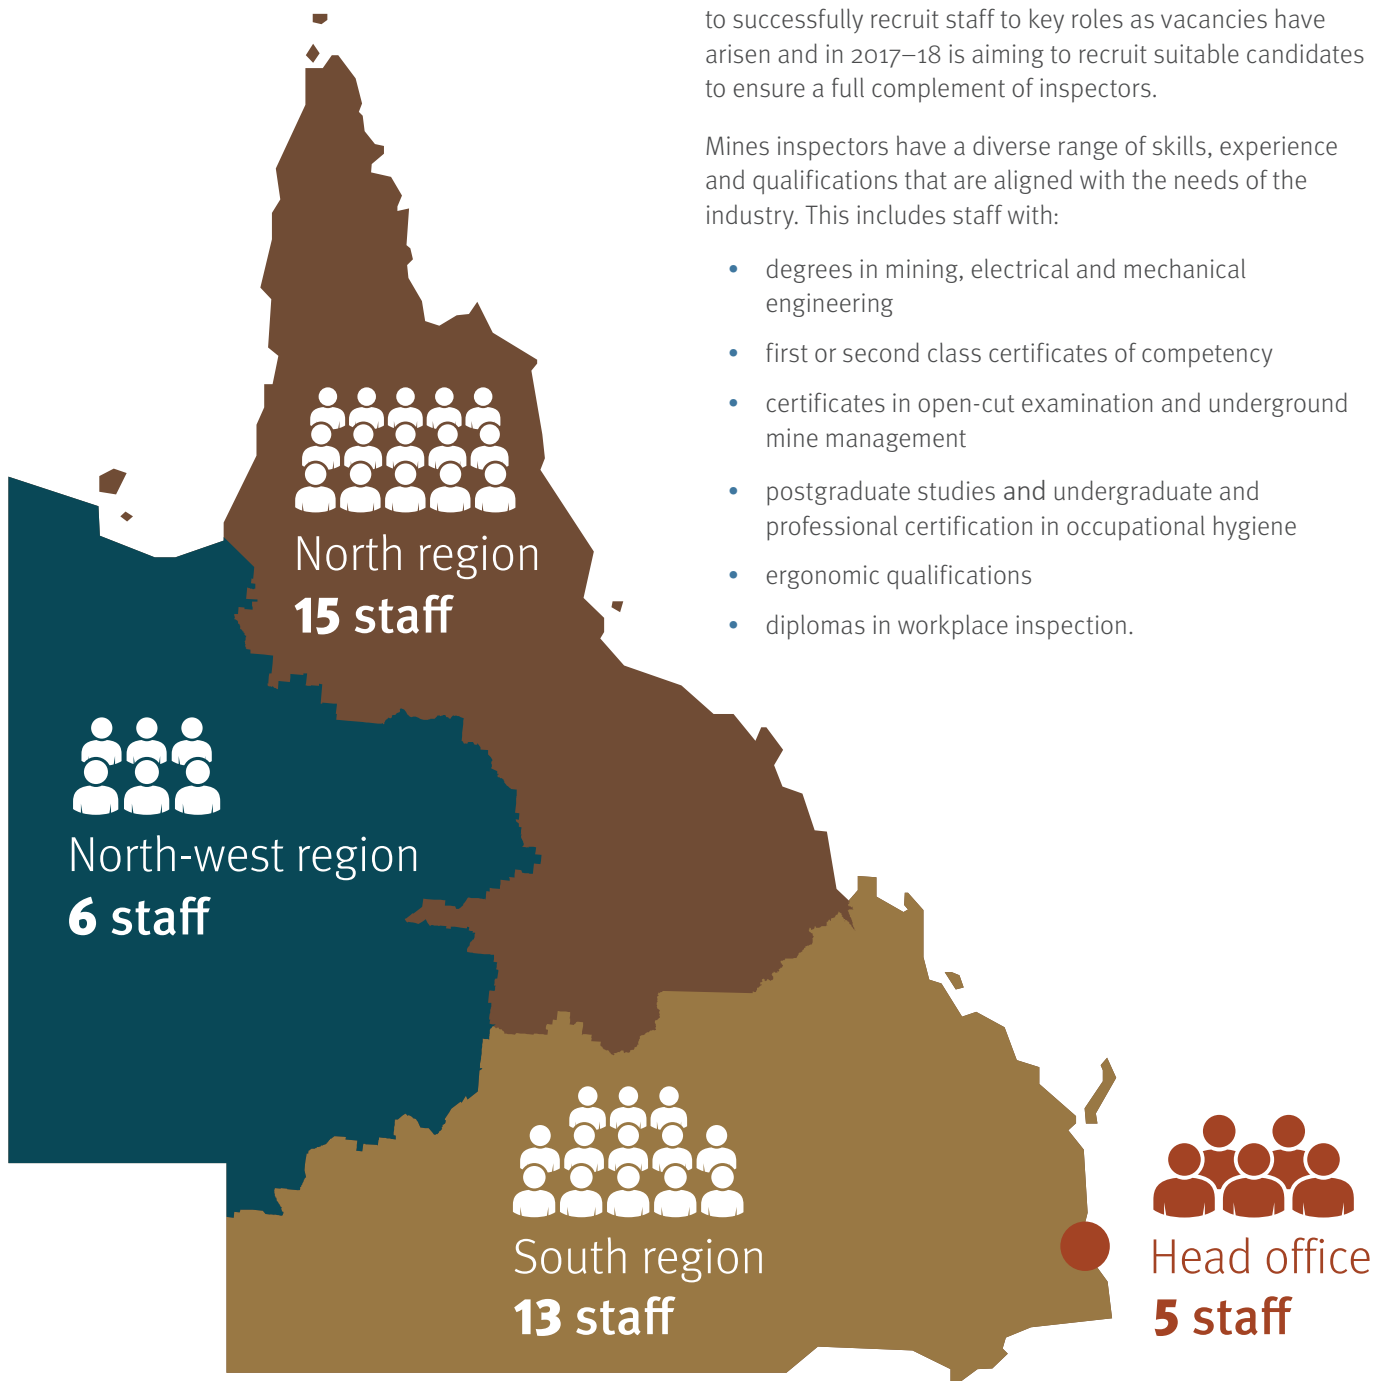 to successfully recruit staff to key roles as vacancies have
arisen and in 2017–18 is aiming to recruit suitable candidates
to ensure a full complement of inspectors.
Mines inspectors have a diverse range of skills, experience
and qualifications that are aligned with the needs of the
industry. This includes staff with:
• degrees in mining, electrical and mechanical
engineering
• first or second class certificates of competency
• certificates in open-cut examination and underground
mine management
• postgraduate studies and undergraduate and
professional certification in occupational hygiene
• ergonomic qualifications
• diplomas in workplace inspection.
North region
15 staff
North-west region
6 staff
South region
13 staff
Head office
5 staff